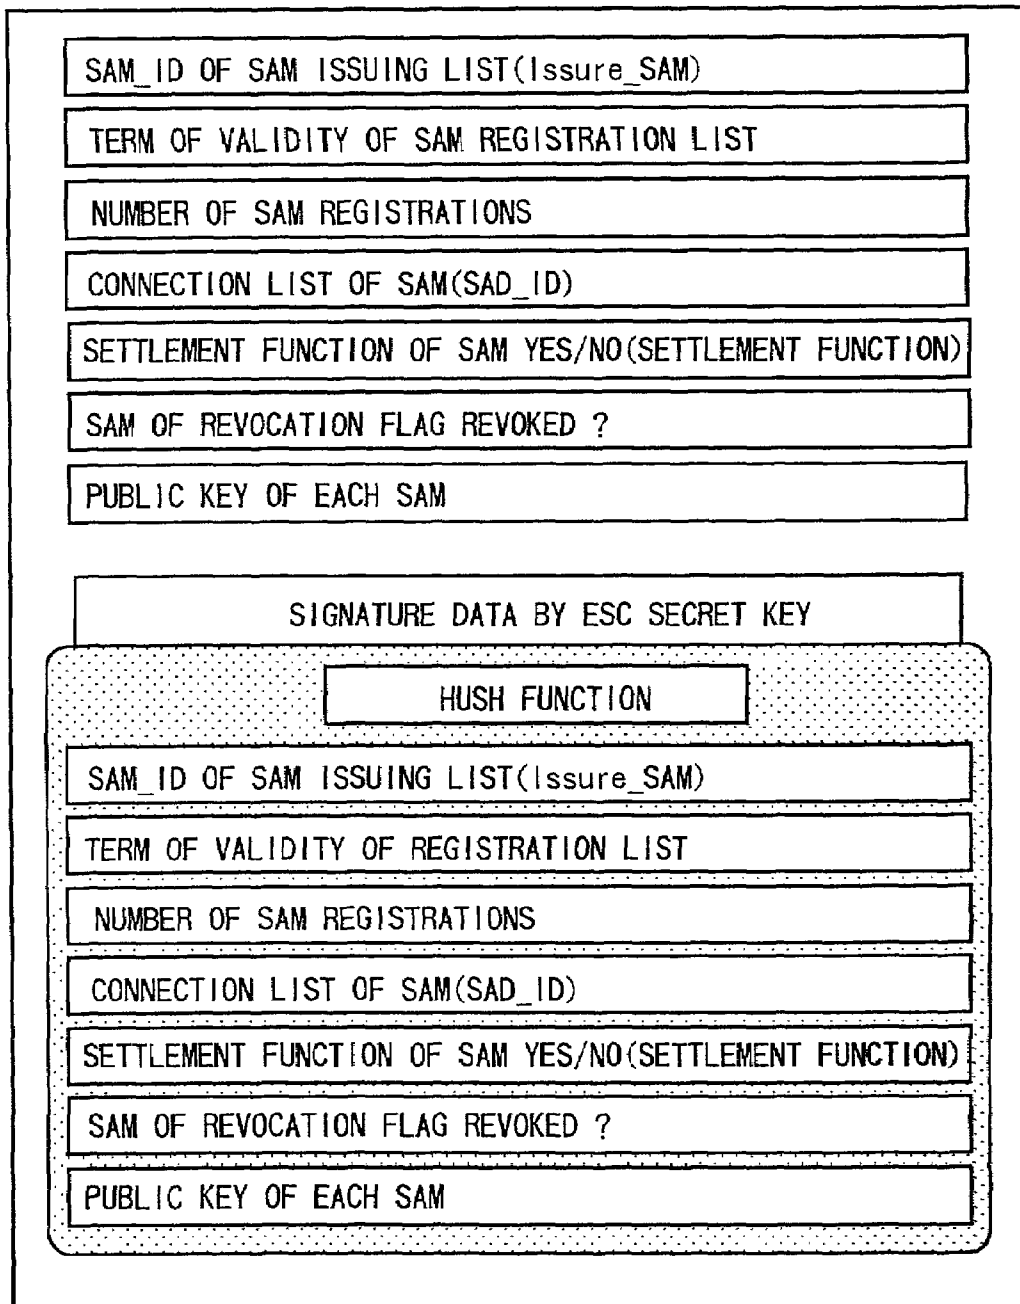 SAM_ID OF SAM ISSUING LIST(Issure_SAM)
TERM OF VALIDITY OF SAM REGISTRATION LIST
NUMBER OF SAM REGISTRATIONS
CONNECTION LIST OF SAM(SAD_ID)
SETTLEMENT FUNCTION OF SAM YES/NO(SETTLEMENT FUNCTION)
SAM OF REVOCATION FLAG REVOKED ?
PUBLIC KEY OF EACH SAM
SIGNATURE DATA BY ESC SECRET KEY
HUSH FUNCTION
SAM_ID OF SAM ISSUING LIST(Issure_SAM)
TERM OF VALIDITY OF REGISTRATION LIST
NUMBER OF SAM REGISTRATIONS
CONNECTION LIST OF SAM(SAD_ID)
SETTLEMENT FUNCTION OF SAM YES/NO(SETTLEMENT FUNCTION)
SAM OF REVOCATION FLAG REVOKED ?
PUBLIC KEY OF EACH SAM